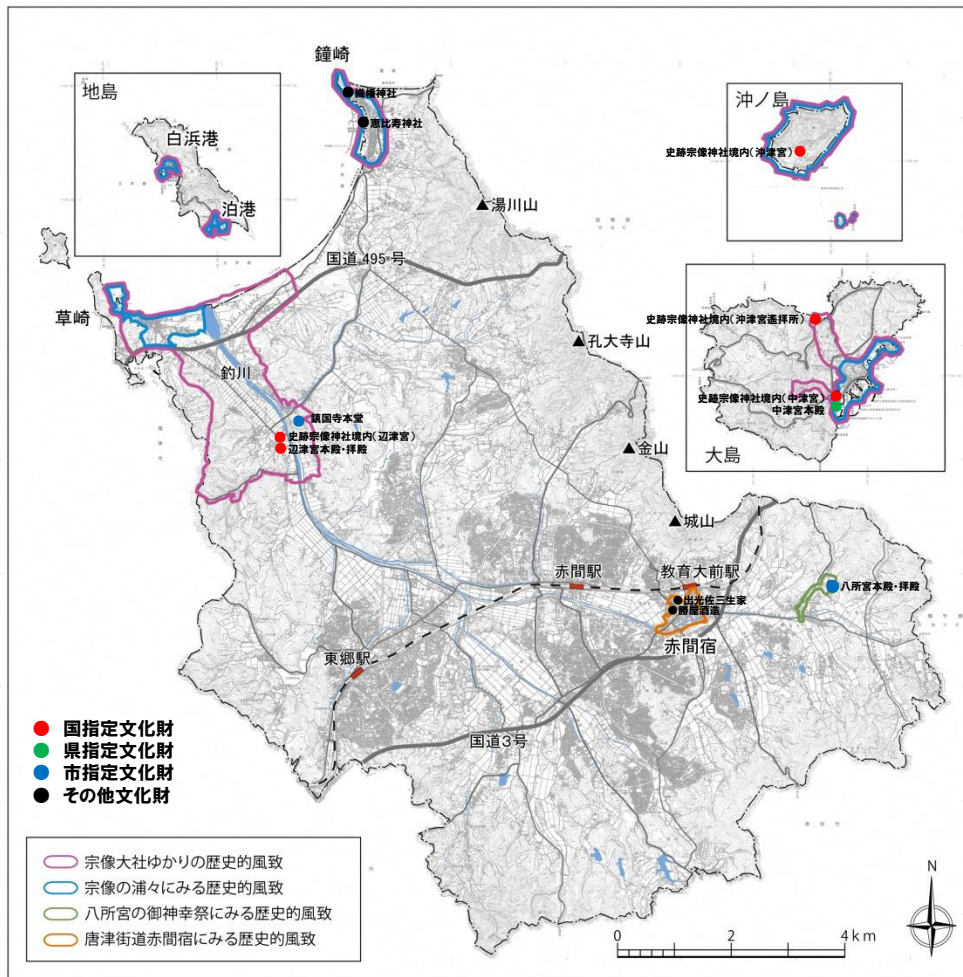 鐘崎
織幡神社
恵比寿神社
地島
白浜港
泊港
沖ノ島
史跡宗像神社境内(沖津宮)
湯川山
国道495号
草崎
釣川
孔大寺山
史跡宗像神社境内(沖津宮遙拝所)
史跡宗像神社境内(中津宮)
中津宮本殿
大島
鎮国寺本堂
史跡宗像神社境内(辺津宮)
辺津宮本殿・拝殿
金山
城山
赤間駅
教育大前駅
八所宮本殿・拝殿
出光佐三生家
勝屋酒造
赤間宿
東郷駅
国道3号
国指定文化財
県指定文化財
市指定文化財
その他文化財
宗像大社ゆかりの歴史的風致
宗像の浦々にみる歴史的風致
八所宮の御神幸祭にみる歴史的風致
唐津街道赤間宿にみる歴史的風致
N
0 2 4km